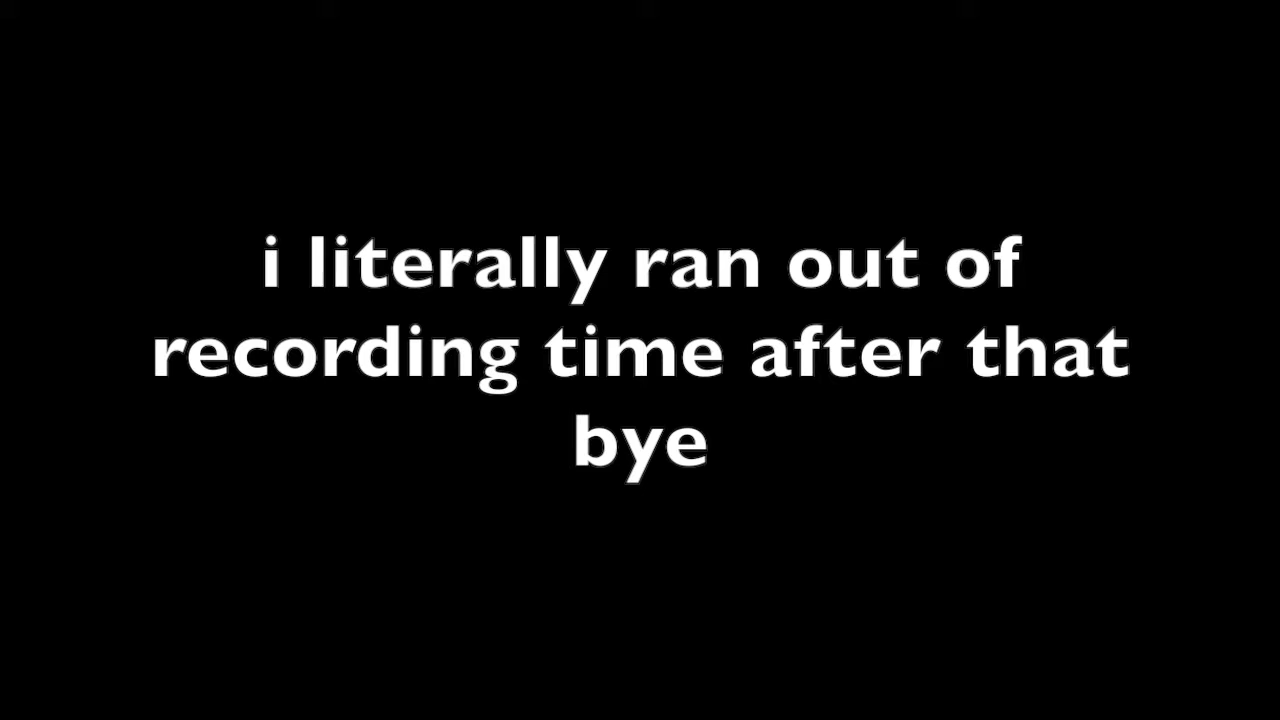 i literally ran out of
recording time after that
bye